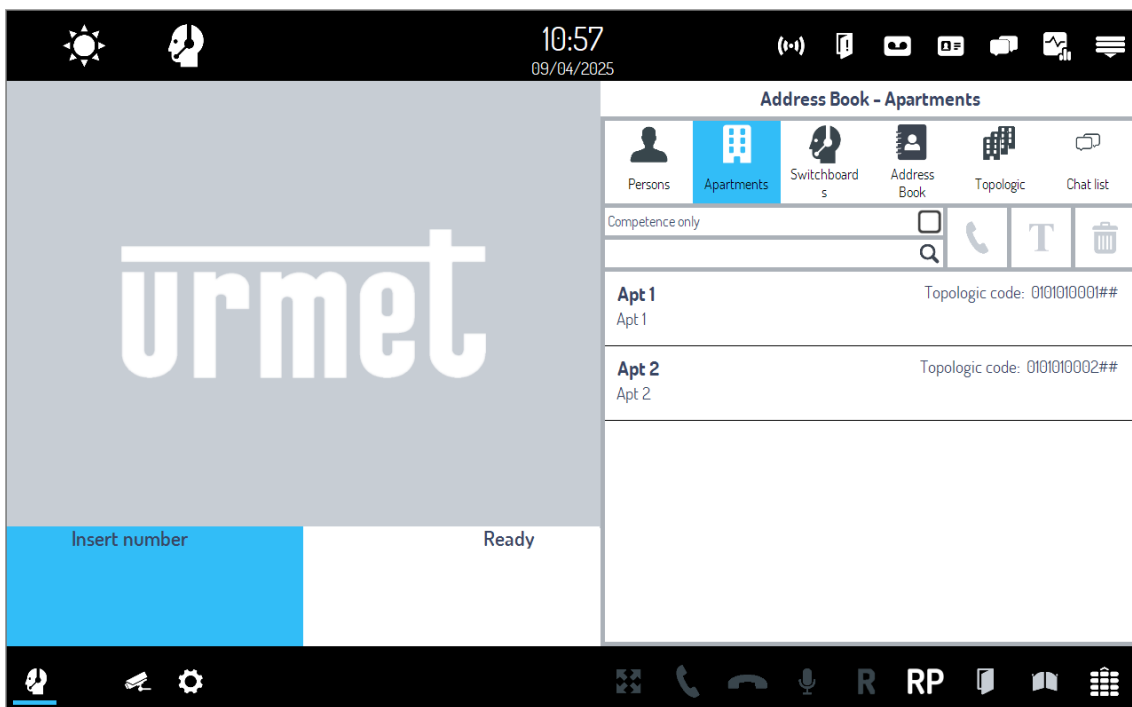 10:57
09/04/2025
Address Book - Apartments
Persons
Apartments
Switchboard
s
Address
Book
Topologic
Chat list
Competence only
T
Apt 1
Topologic code: 0101010001##
Apt 1
Apt 2
Topologic code: 0101010002##
Apt 2
urmet
Insert number
Ready
R
RP